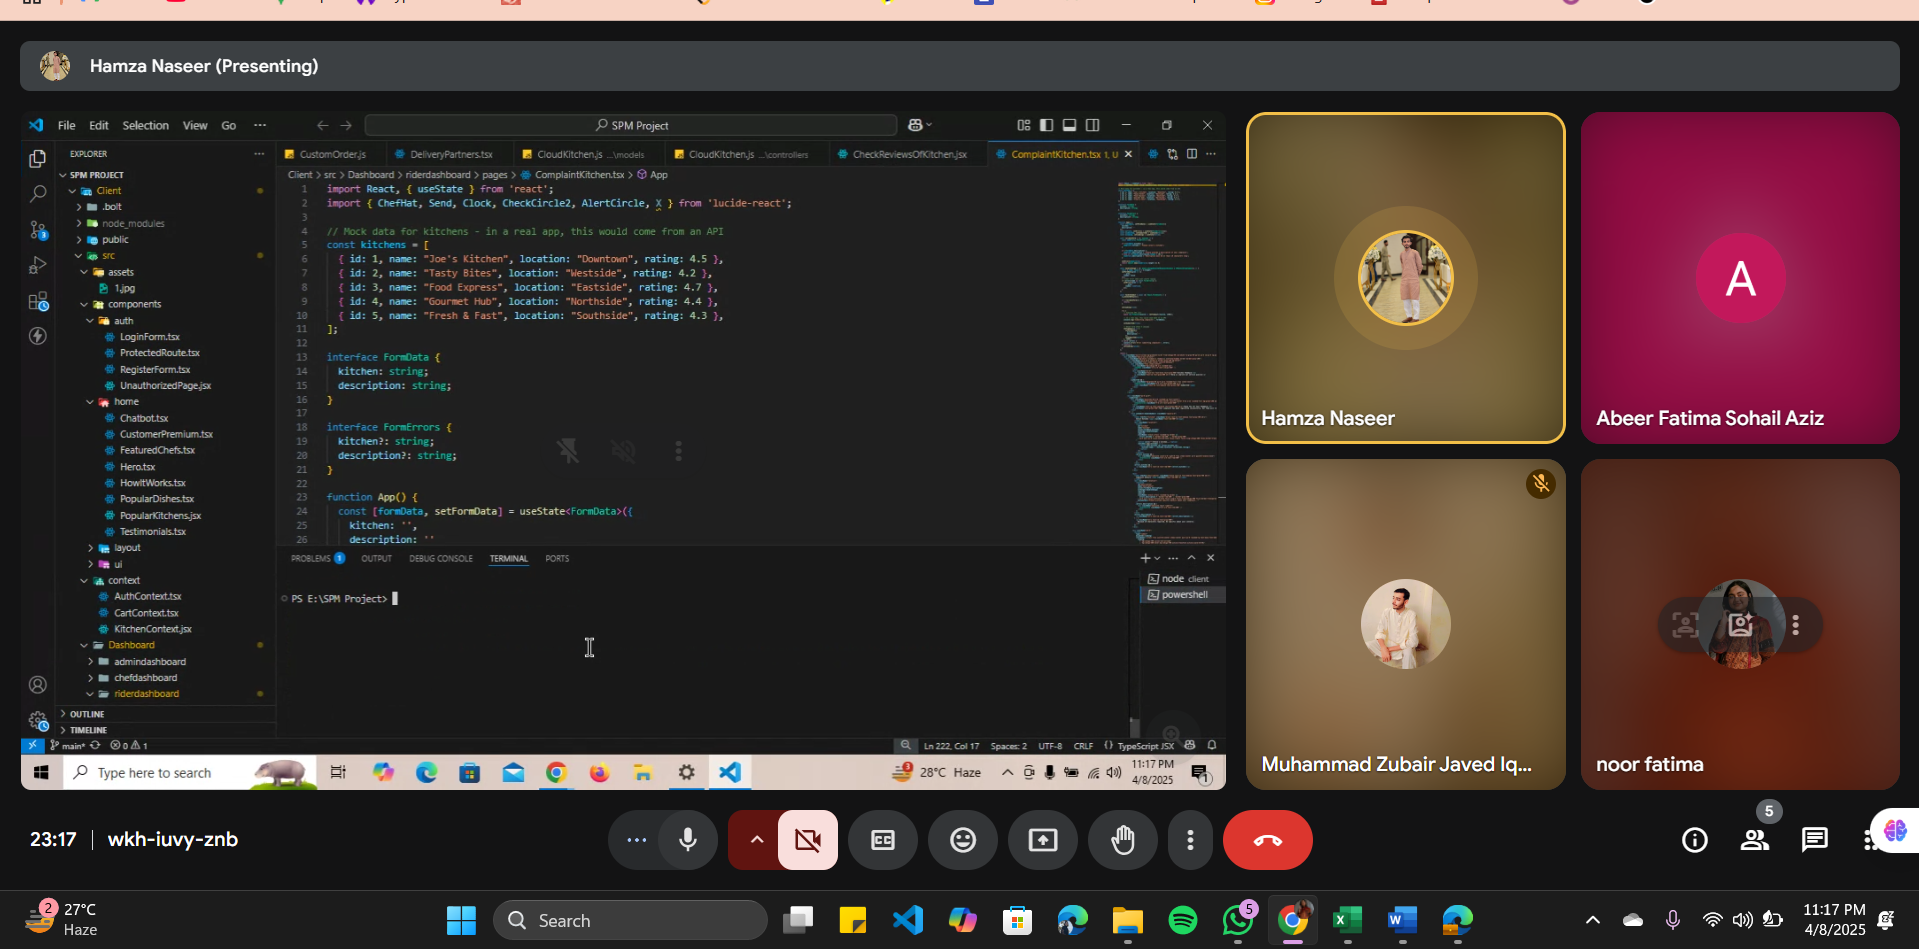 Hamza Naseer (Presenting)
File Edit Selection View Go ···
SPM Project
EXPLORER
CustomOrder.js
DeliveryPartners.tsx
CloudKitchen.js ...\models
CloudKitchen.js ...\controllers
CheckReviewsOfKitchen.jsx
ComplaintKitchen.tsx 1, U
SPM PROJECT
Client
.bolt
node_modules
public
src
assets
1.jpg
components
auth
LoginForm.tsx
ProtectedRoute.tsx
RegisterForm.tsx
UnauthorizedPage.jsx
home
Chatbot.tsx
CustomerPremium.tsx
FeaturedChefs.tsx
Hero.tsx
HowItWorks.tsx
PopularDishes.tsx
PopularKitchens.jsx
Testimonials.tsx
layout
ui
context
AuthContext.tsx
CartContext.tsx
KitchenContext.jsx
Dashboard
admindashboard
chefdashboard
riderdashboard
OUTLINE
TIMELINE
Client > src > Dashboard > riderdashboard > pages > ComplaintKitchen.tsx > App
1 import React, { useState } from 'react';
2 import { ChefHat, Send, Clock, CheckCircle2, AlertCircle, X } from 'lucide-react';
3
4 // Mock data for kitchens - in a real app, this would come from an API
5 const kitchens = [
6 { id: 1, name: "Joe's Kitchen", location: "Downtown", rating: 4.5 },
7 { id: 2, name: "Tasty Bites", location: "Westside", rating: 4.2 },
8 { id: 3, name: "Food Express", location: "Eastside", rating: 4.7 },
9 { id: 4, name: "Gourmet Hub", location: "Northside", rating: 4.4 },
10 { id: 5, name: "Fresh & Fast", location: "Southside", rating: 4.3 },
11 ];
12
13 interface FormData {
14 kitchen: string;
15 description: string;
16 }
17
18 interface FormErrors {
19 kitchen?: string;
20 description?: string;
21 }
22
23 function App() {
24 const [formData, setFormData] = useState<FormData>({
25 kitchen: '',
26 description: ''
PROBLEMS 1 OUTPUT DEBUG CONSOLE TERMINAL PORTS
node client
powershell
PS E:\SPM Project>
main* 0 1
Ln 222, Col 17 Spaces: 2 UTF-8 CRLF {} TypeScript JSX
Type here to search
28°C Haze
11:17 PM
4/8/2025
1
Hamza Naseer
A
Abeer Fatima Sohail Aziz
Muhammad Zubair Javed Iq...
noor fatima
23:17 | wkh-iuvy-znb
CC
5
2
27°C
Haze
Search
5
11:17 PM
4/8/2025